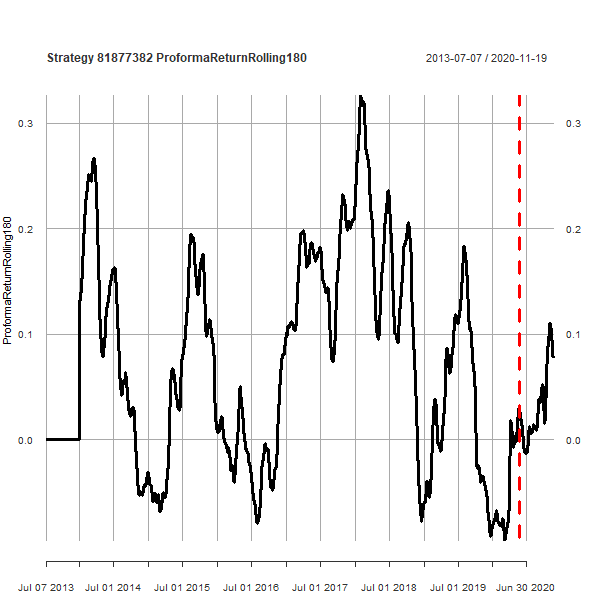 Strategy 81877382 ProformaReturnRolling180 2013-07-07 / 2020-11-19
0.3 0.3
0.2 0.2
0.1 0.1
0.0 0.0
ProformaReturnRolling180
Jul 07 2013 Jul 01 2014 Jul 01 2015 Jul 01 2016 Jul 01 2017 Jul 01 2018 Jul 01 2019 Jun 30 2020